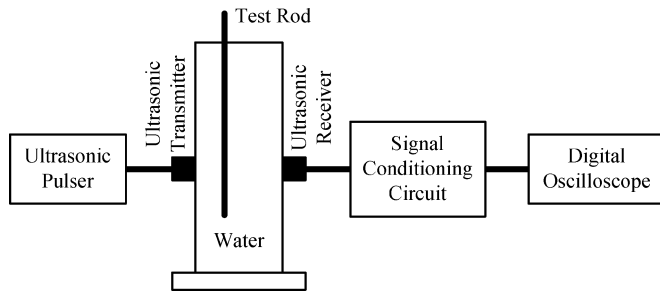 Test Rod
Ultrasonic
Transmitter
Ultrasonic
Receiver
Ultrasonic
Pulser
Signal
Conditioning
Circuit
Digital
Oscilloscope
Water